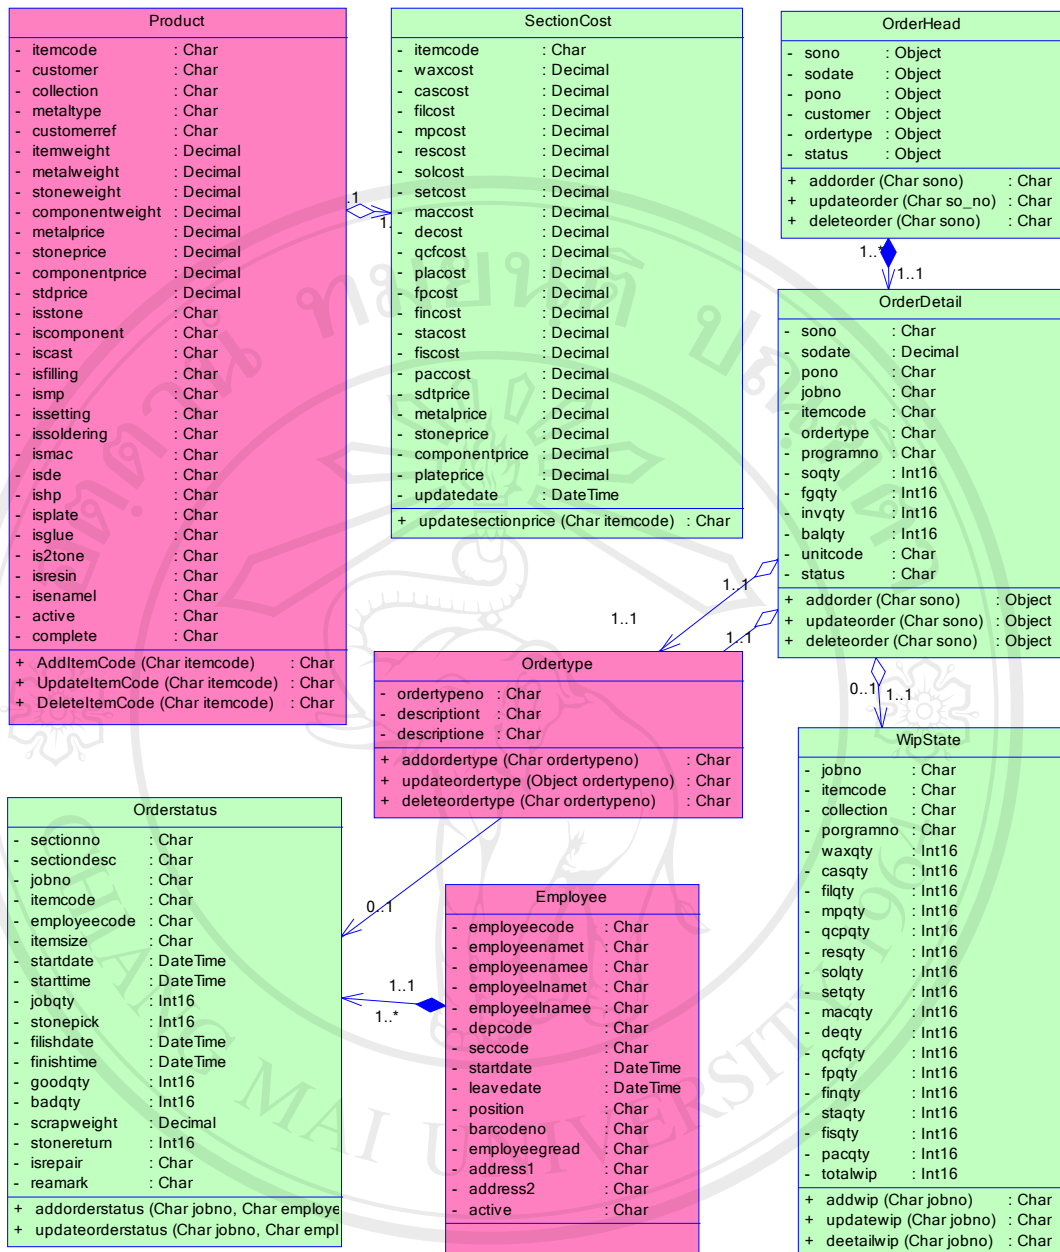 Product
- itemcode : Char
- customer : Char
- collection : Char
- metaltype : Char
- customerref : Char
- itemweight : Decimal
- metalweight : Decimal
- stoneweight : Decimal
- componentweight : Decimal
- metalprice : Decimal
- stoneprice : Decimal
- componentprice : Decimal
- stdprice : Decimal
- isstone : Char
- iscomponent : Char
- iscast : Char
- isfilling : Char
- ismp : Char
- issetting : Char
- issoldering : Char
- ismac : Char
- isde : Char
- ishp : Char
- isplate : Char
- isglue : Char
- is2tone : Char
- isresin : Char
- isenamel : Char
- active : Char
- complete : Char
+ AddItemCode (Char itemcode) : Char
+ UpdateItemCode (Char itemcode) : Char
+ DeleteItemCode (Char itemcode) : Char
.1
1.
SectionCost
- itemcode : Char
- waxcost : Decimal
- cascost : Decimal
- filcost : Decimal
- mpcost : Decimal
- rescost : Decimal
- solcost : Decimal
- setcost : Decimal
- maccost : Decimal
- decost : Decimal
- qcfcost : Decimal
- placost : Decimal
- fpcost : Decimal
- fincost : Decimal
- stacost : Decimal
- fiscost : Decimal
- paccost : Decimal
- sdtprice : Decimal
- metalprice : Decimal
- stoneprice : Decimal
- componentprice : Decimal
- plateprice : Decimal
- updatedate : DateTime
+ updatesectionprice (Char itemcode) : Char
OrderHead
- sono : Object
- sodate : Object
- pono : Object
- customer : Object
- ordertype : Object
- status : Object
+ addorder (Char sono) : Char
+ updateorder (Char so_no) : Char
+ deleteorder (Char sono) : Char
1..*
1..1
OrderDetail
- sono : Char
- sodate : Decimal
- pono : Char
- jobno : Char
- itemcode : Char
- ordertype : Char
- programno : Char
- soqty : Int16
- fgqty : Int16
- invqty : Int16
- balqty : Int16
- unitcode : Char
- status : Char
+ addorder (Char sono) : Object
+ updateorder (Char sono) : Object
+ deleteorder (Char sono) : Object
1..1
1..1
1..1
0..1
1..1
Ordertype
- ordertypeno : Char
- descriptiont : Char
- descriptione : Char
+ addordertype (Char ordertypeno) : Char
+ updateordertype (Object ordertypeno) : Char
+ deleteordertype (Char ordertypeno) : Char
0..1
Orderstatus
- sectionno : Char
- sectiondesc : Char
- jobno : Char
- itemcode : Char
- employeecode : Char
- itemsize : Char
- startdate : DateTime
- starttime : DateTime
- jobqty : Int16
- stonepick : Int16
- filishdate : DateTime
- finishtime : DateTime
- goodqty : Int16
- badqty : Int16
- scrapweight : Decimal
- stonereturn : Int16
- isrepair : Char
- reamark : Char
+ addorderstatus (Char jobno, Char employe
+ updateorderstatus (Char jobno, Char empl
1..1
1..*
Employee
- employeecode : Char
- employeenamet : Char
- employeenamee : Char
- employeelnamet : Char
- employeelnamee : Char
- depcode : Char
- seccode : Char
- startdate : DateTime
- leavedate : DateTime
- position : Char
- barcodeno : Char
- employeegread : Char
- address1 : Char
- address2 : Char
- active : Char
WipState
- jobno : Char
- itemcode : Char
- collection : Char
- porgramno : Char
- waxqty : Int16
- casqty : Int16
- filqty : Int16
- mpqty : Int16
- qcpqty : Int16
- resqty : Int16
- solqty : Int16
- setqty : Int16
- macqty : Int16
- deqty : Int16
- qcfqty : Int16
- fpqty : Int16
- finqty : Int16
- staqty : Int16
- fisqty : Int16
- pacqty : Int16
- totalwip : Int16
+ addwip (Char jobno) : Char
+ updatewip (Char jobno) : Char
+ deetailwip (Char jobno) : Char
CHIANG MAI UNIVERSITY 1964